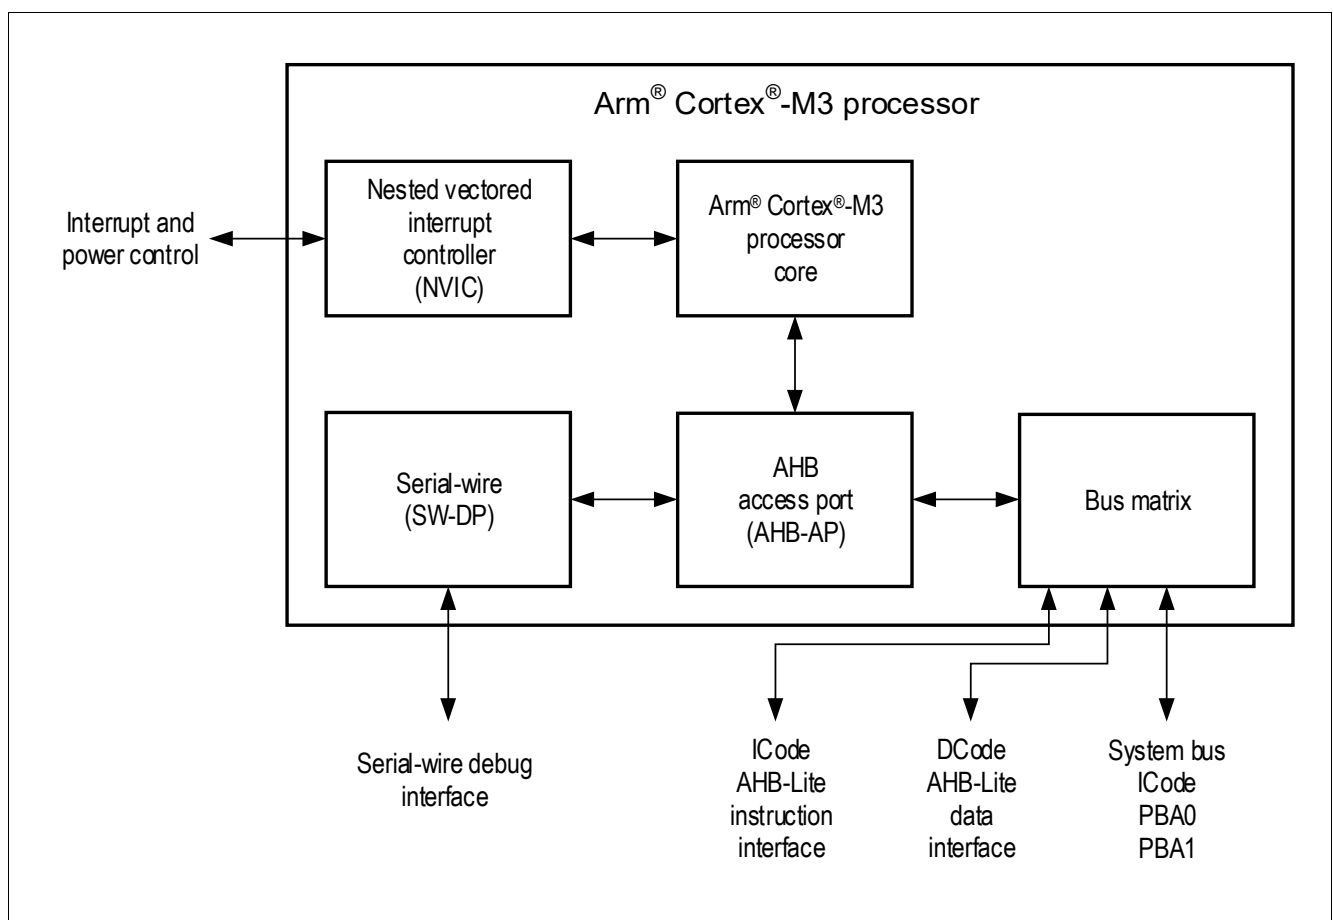 Arm® Cortex®-M3 processor
Nested vectored
interrupt
controller
(NVIC)
Arm® Cortex®-M3
processor
core
Interrupt and
power control
Serial-wire
(SW-DP)
AHB
access port
(AHB-AP)
Bus matrix
Serial-wire debug
interface
ICode
AHB-Lite
instruction
interface
DCode
AHB-Lite
data
interface
System bus
ICode
PBA0
PBA1